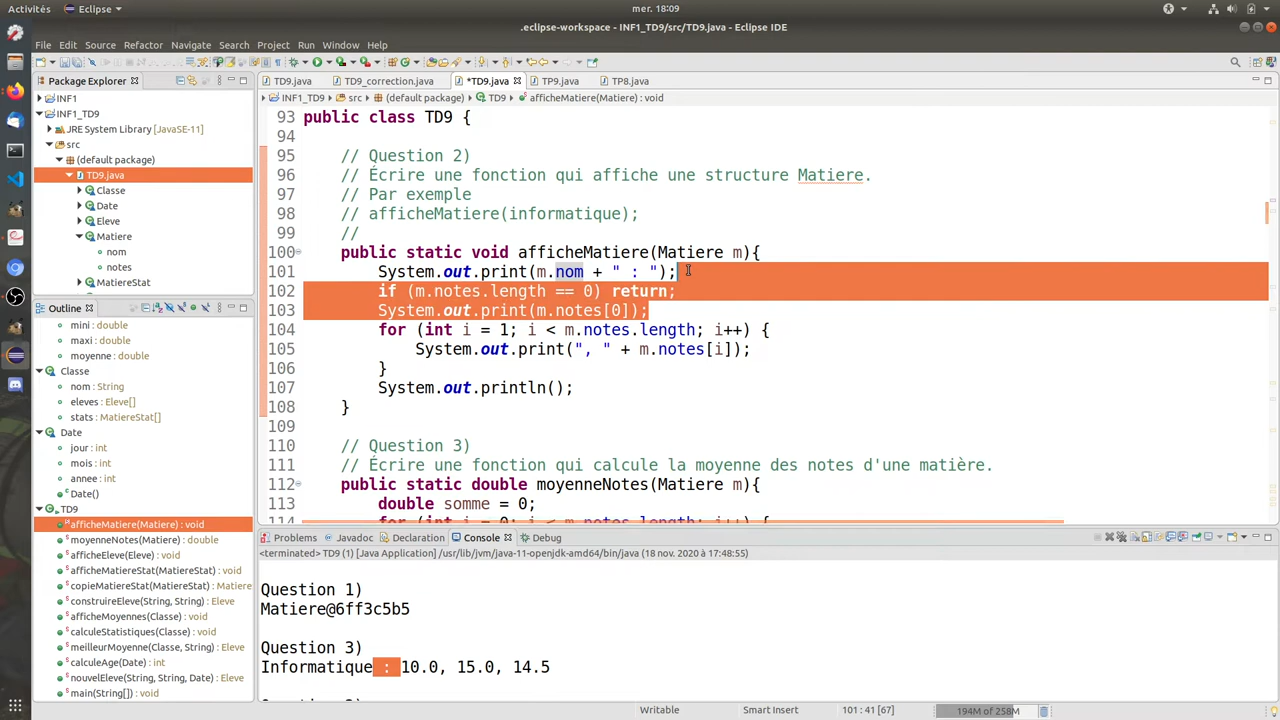 Activités Eclipse mer. 18:09
.eclipse-workspace - INF1_TD9/src/TD9.java - Eclipse IDE
File Edit Source Refactor Navigate Search Project Run Window Help
Package Explorer
INF1
INF1_TD9
JRE System Library [JavaSE-11]
src
(default package)
TD9.java
Classe
Date
Eleve
Matiere
nom
notes
MatiereStat
Outline
mini : double
maxi : double
moyenne : double
Classe
nom : String
eleves : Eleve[]
stats : MatiereStat[]
Date
jour : int
mois : int
annee : int
Date()
TD9
afficheMatiere(Matiere) : void
moyenneNotes(Matiere) : double
afficheEleve(Eleve) : void
afficheMatiereStat(MatiereStat) : void
copieMatiereStat(MatiereStat) : Matiere
construireEleve(String, String) : Eleve
afficheMoyennes(Classe) : void
calculeStatistiques(Classe) : void
meilleurMoyenne(Classe, String) : Eleve
calculeAge(Date) : int
nouvelEleve(String, String, Date) : Eleve
main(String[]) : void
TD9.java TD9_correction.java *TD9.java TP9.java TP8.java
INF1_TD9 src (default package) TD9 afficheMatiere(Matiere) : void
93 public class TD9 {
94
95 // Question 2)
96 // Écrire une fonction qui affiche une structure Matiere.
97 // Par exemple
98 // afficheMatiere(informatique);
99 //
100 public static void afficheMatiere(Matiere m){
101 System.out.print(m.nom + " : ");
102 if (m.notes.length == 0) return;
103 System.out.print(m.notes[0]);
104 for (int i = 1; i < m.notes.length; i++) {
105 System.out.print(", " + m.notes[i]);
106 }
107 System.out.println();
108 }
109
110 // Question 3)
111 // Écrire une fonction qui calcule la moyenne des notes d'une matière.
112 public static double moyenneNotes(Matiere m){
113 double somme = 0;
114 for (int i = 0; i < m.notes.length; i++) {
Problems Javadoc Declaration Console Debug
<terminated> TD9 (1) [Java Application] /usr/lib/jvm/java-11-openjdk-amd64/bin/java (18 nov. 2020 à 17:48:55)
Question 1)
Matiere@6ff3c5b5
Question 3)
Informatique : 10.0, 15.0, 14.5
Writable Smart Insert 101 : 41 [67] 194M of 258M